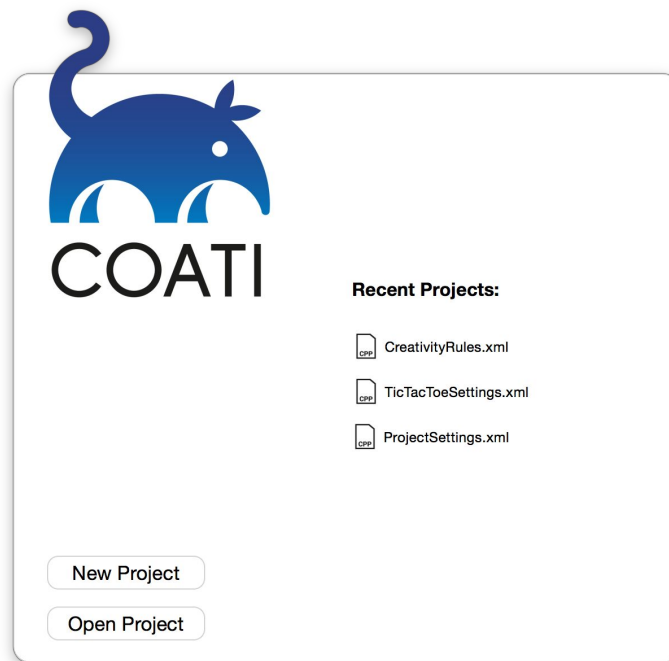 COATI
Recent Projects:
CPP CreativityRules.xml
CPP TicTacToeSettings.xml
CPP ProjectSettings.xml
New Project
Open Project